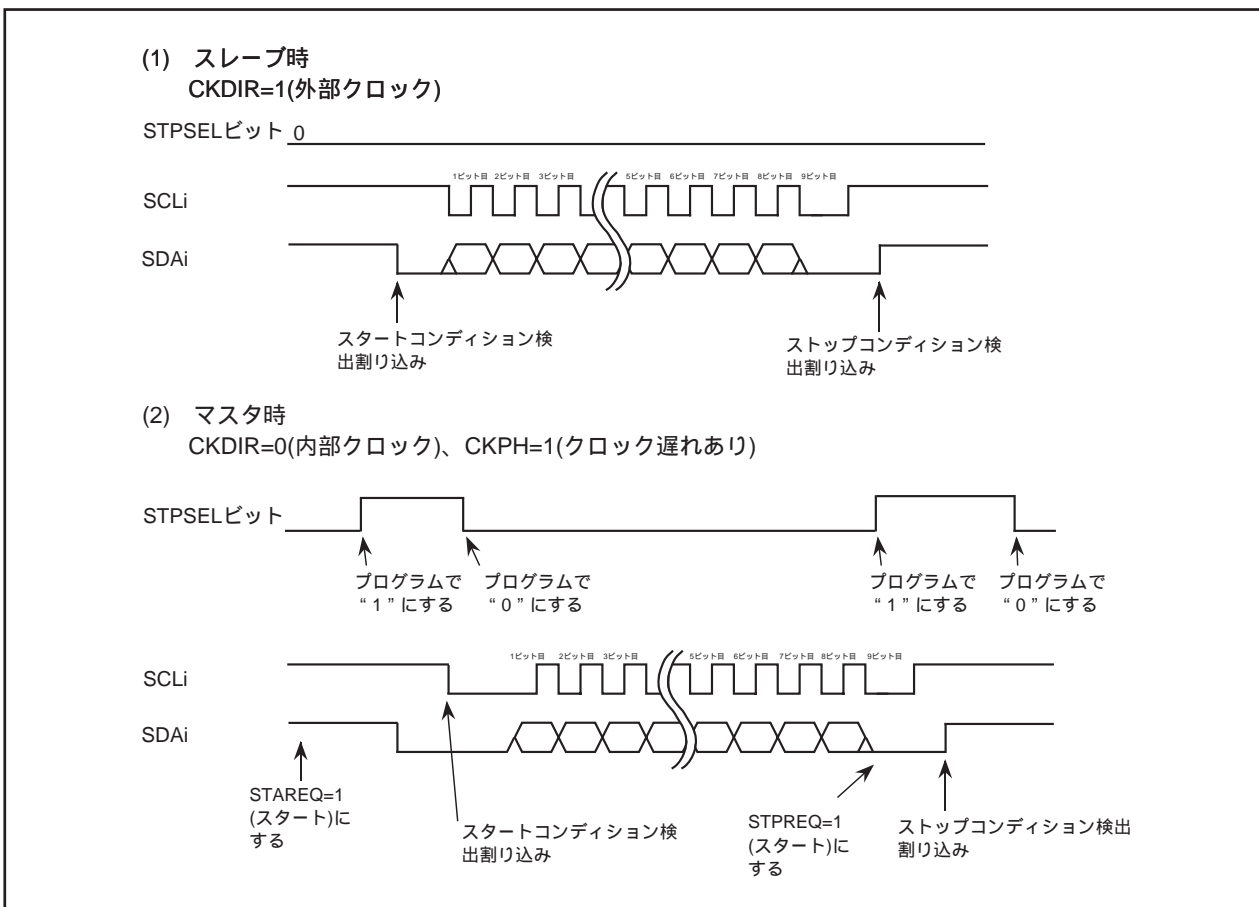 (1) スレーブ時
CKDIR=1(外部クロック)
STPSELビット 0
1ビット目 2ビット目 3ビット目 5ビット目 6ビット目 7ビット目 8ビット目 9ビット目
SCLi
SDAi
スタートコンディション検
出割り込み
ストップコンディション検
出割り込み
(2) マスタ時
CKDIR=0(内部クロック)、CKPH=1(クロック遅れあり)
STPSELビット
プログラムで
“1”にする
プログラムで
“0”にする
プログラムで
“1”にする
プログラムで
“0”にする
1ビット目 2ビット目 3ビット目 5ビット目 6ビット目 7ビット目 8ビット目 9ビット目
SCLi
SDAi
STAREQ=1
(スタート)に
する
スタートコンディション検
出割り込み
STPREQ=1
(スタート)に
する
ストップコンディション検出
割り込み